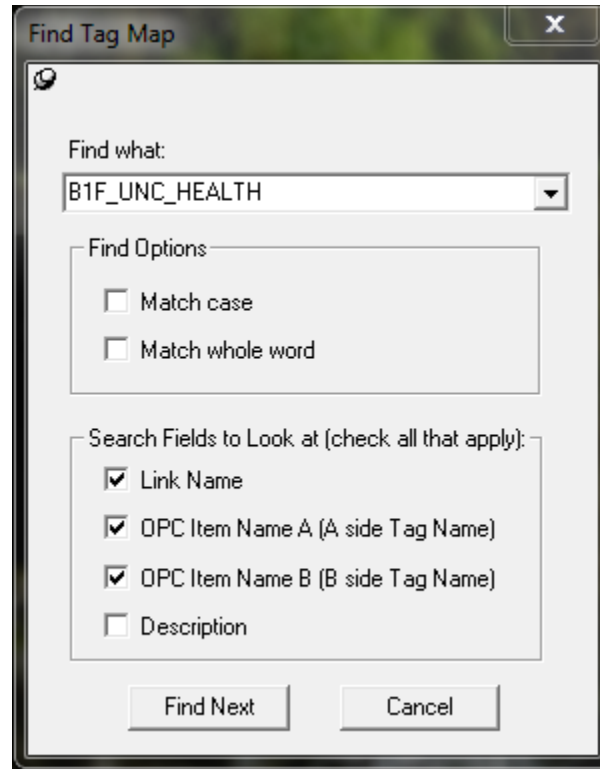 Find Tag Map
X
Find what:
B1F_UNC_HEALTH
Find Options
Match case
Match whole word
Search Fields to Look at (check all that apply):
Link Name
OPC Item Name A (A side Tag Name)
OPC Item Name B (B side Tag Name)
Description
Find Next Cancel